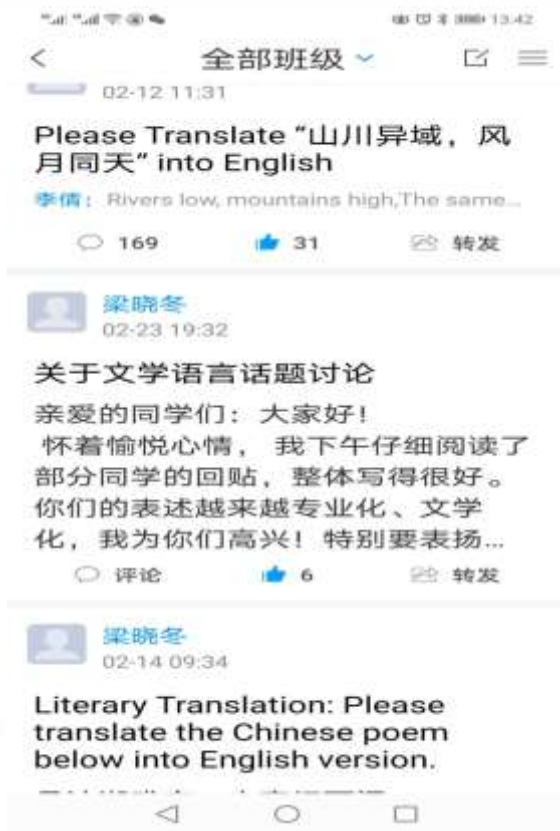 13:42
全部班级
02-12 11:31
Please Translate “山川异域，风
月同天” into English
李倩：Rivers low, mountains high,The same...
169 31 转发
梁晓冬
02-23 19:32
关于文学语言话题讨论
亲爱的同学们：大家好！
怀着愉悦心情，我下午仔细阅读了
部分同学的回贴，整体写得很好。
你们的表述越来越专业化、文学
化，我为你们高兴！特别要表扬...
评论 6 转发
梁晓冬
02-14 09:34
Literary Translation: Please
translate the Chinese poem
below into English version.